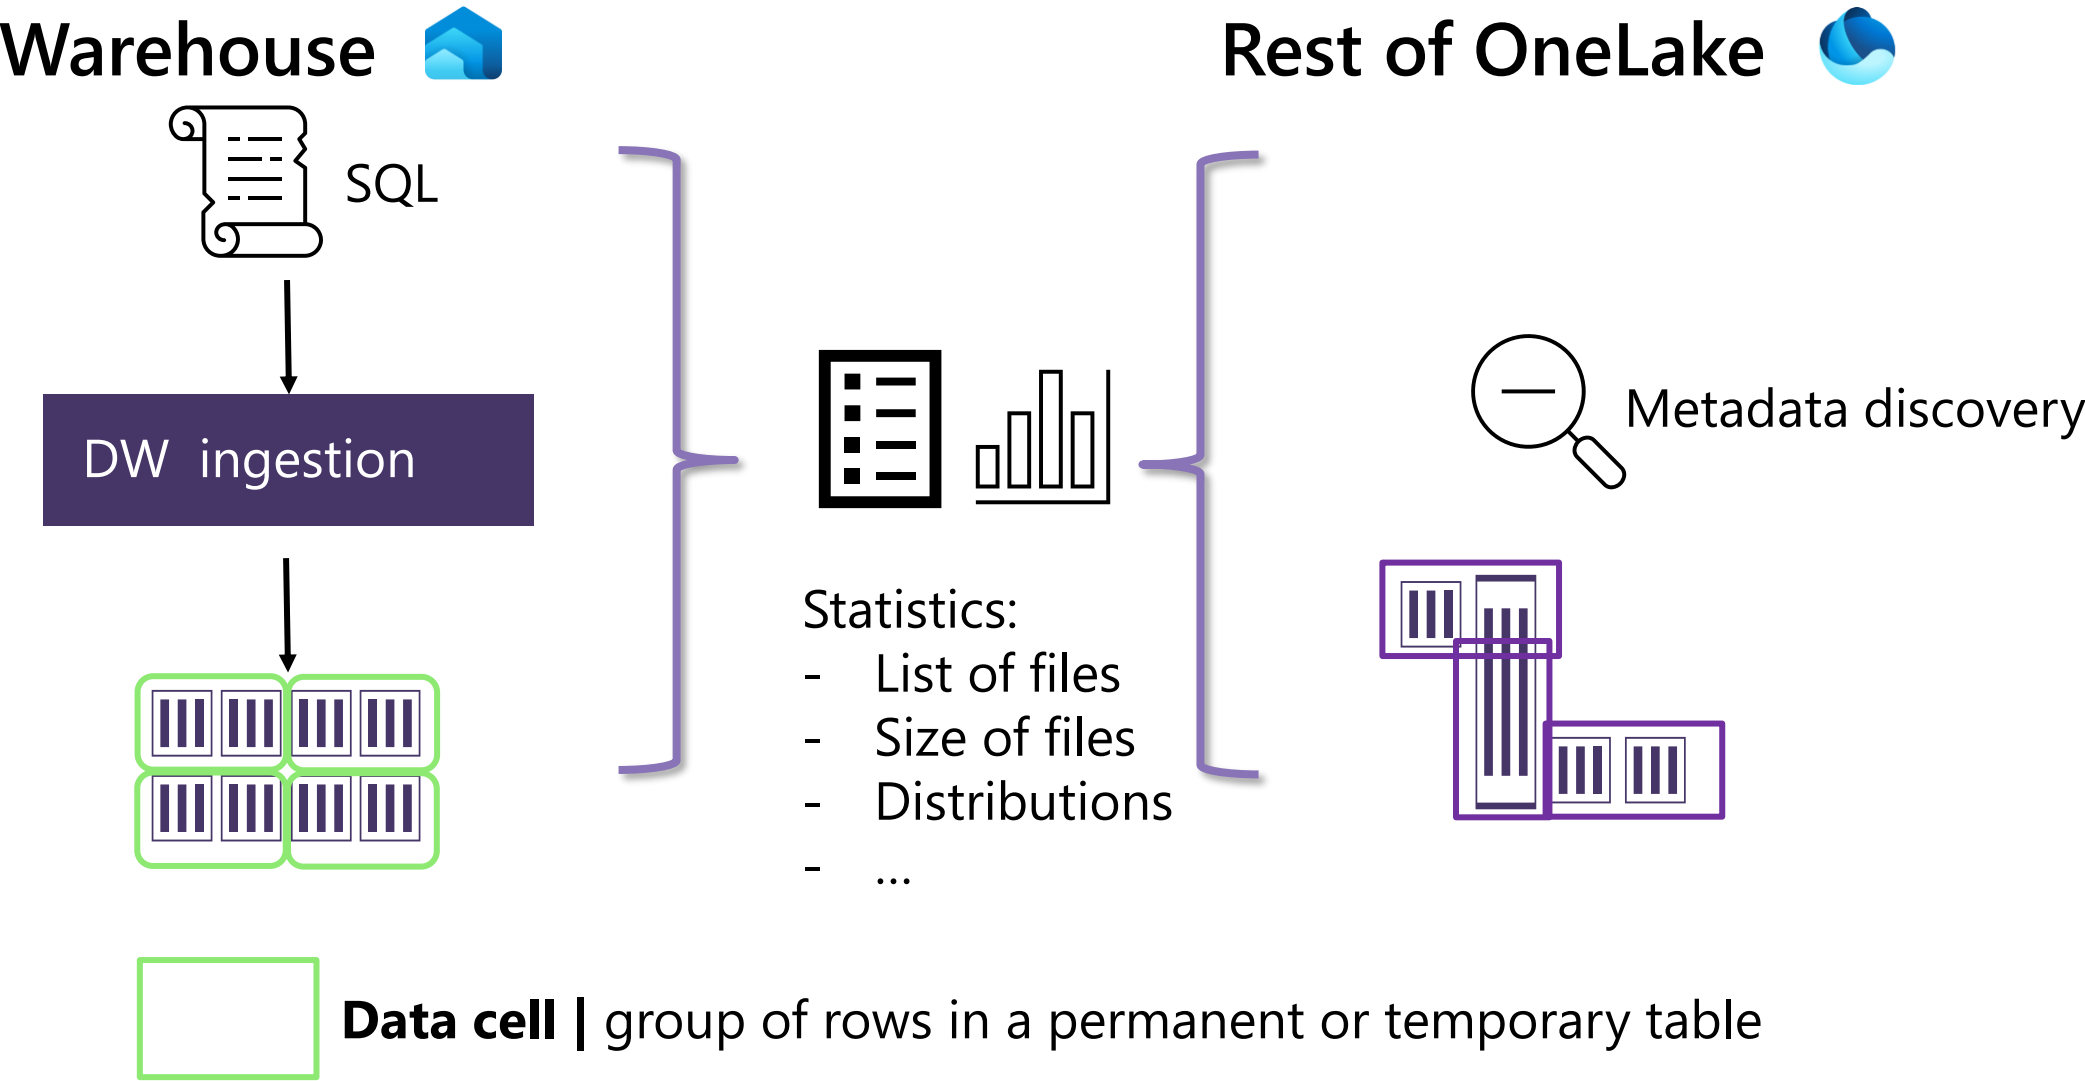 Warehouse
Rest of OneLake
SQL
DW ingestion
Metadata discovery
Statistics:
- List of files
- Size of files
- Distributions
- ...
Data cell | group of rows in a permanent or temporary table